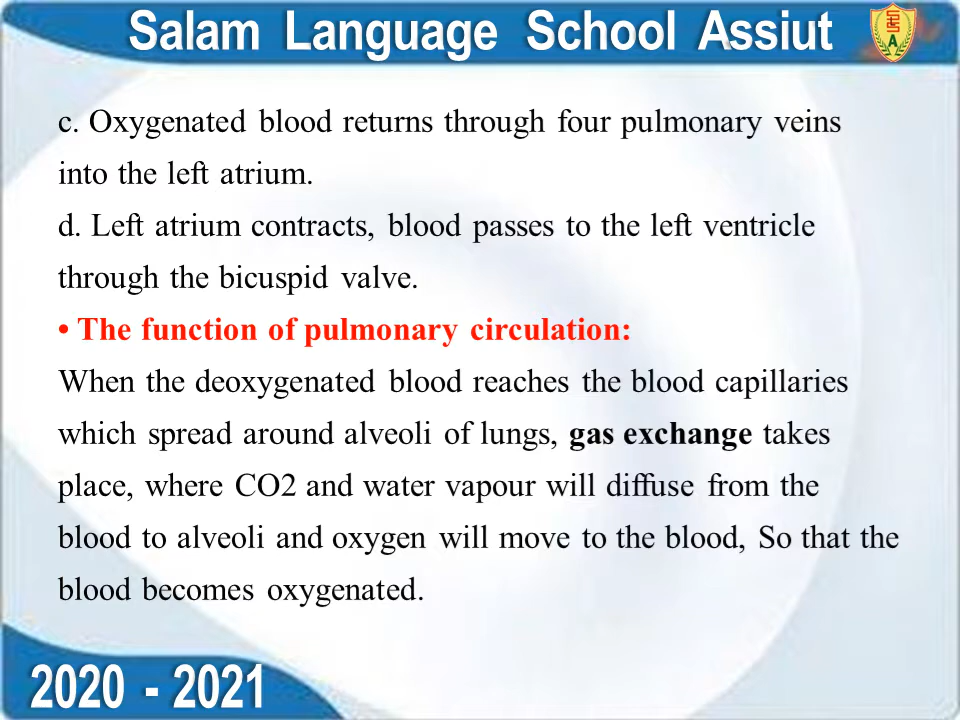 Salam Language School Assiut
A
c. Oxygenated blood returns through four pulmonary veins
into the left atrium.
d. Left atrium contracts, blood passes to the left ventricle
through the bicuspid valve.
• The function of pulmonary circulation:
When the deoxygenated blood reaches the blood capillaries
which spread around alveoli of lungs, gas exchange takes
place, where CO2 and water vapour will diffuse from the
blood to alveoli and oxygen will move to the blood, So that the
blood becomes oxygenated.
2020 - 2021